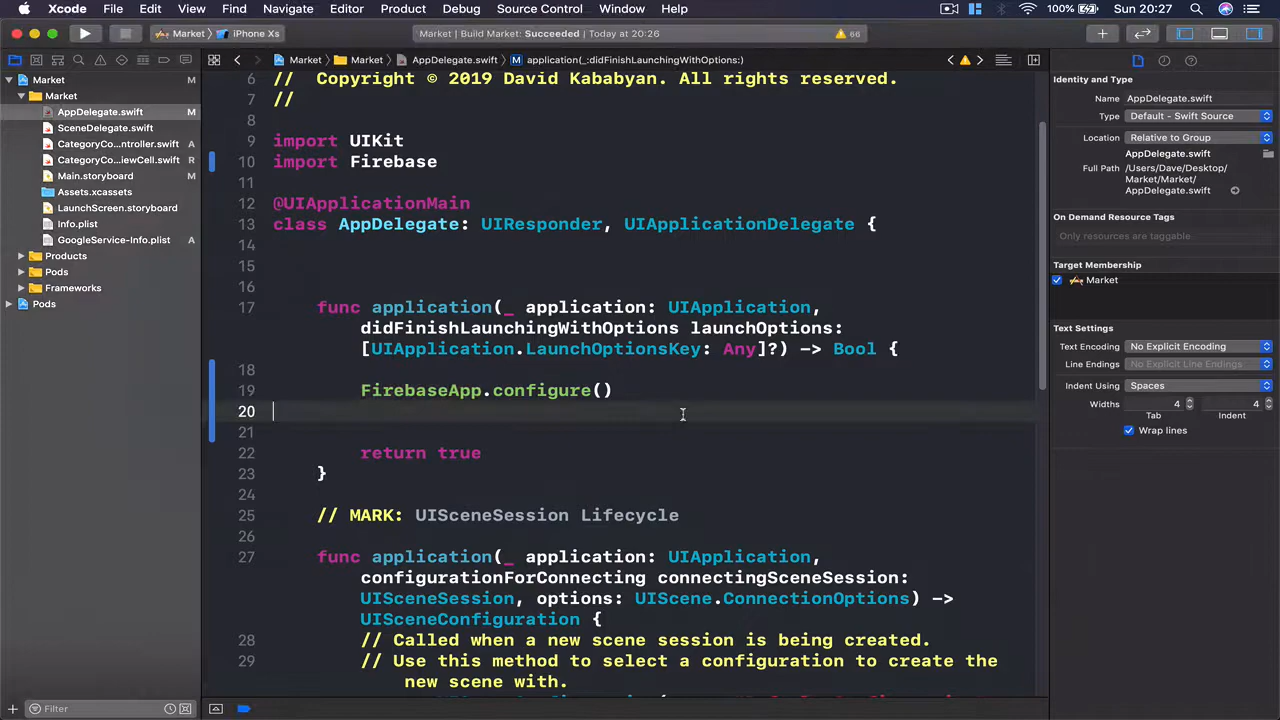 Xcode File Edit View Find Navigate Editor Product Debug Source Control Window Help 100% Sun 20:27
Market iPhone Xs Market | Build Market: Succeeded | Today at 20:26 66
Market Market AppDelegate.swift M application(_:didFinishLaunchingWithOptions:)
Market
Market
AppDelegate.swift M
SceneDelegate.swift
CategoryCo...ntroller.swift R
CategoryCo...iewCell.swift R
Main.storyboard M
Assets.xcassets
LaunchScreen.storyboard
Info.plist
GoogleService-Info.plist A
Products
Pods
Frameworks
Pods
Filter
6 // Copyright © 2019 David Kababyan. All rights reserved.
7 //
9 import UIKit
10 import Firebase
11
12 @UIApplicationMain
13 class AppDelegate: UIResponder, UIApplicationDelegate {
14
15
16
17 func application(_ application: UIApplication,
didFinishLaunchingWithOptions launchOptions:
[UIApplication.LaunchOptionsKey: Any]?) -> Bool {
18
19 FirebaseApp.configure()
20
21
22 return true
23 }
24
25 // MARK: UISceneSession Lifecycle
26
27 func application(_ application: UIApplication,
configurationForConnecting connectingSceneSession:
UISceneSession, options: UIScene.ConnectionOptions) ->
UISceneConfiguration {
28 // Called when a new scene session is being created.
29 // Use this method to select a configuration to create the
new scene with.
Identity and Type
Name AppDelegate.swift
Type Default - Swift Source
Location Relative to Group
AppDelegate.swift
Full Path /Users/Dave/Desktop/
Market/Market/
AppDelegate.swift
On Demand Resource Tags
Only resources are taggable
Target Membership
Market
Text Settings
Text Encoding No Explicit Encoding
Line Endings No Explicit Line Endings
Indent Using Spaces
Widths 4 4
Tab Indent
Wrap lines